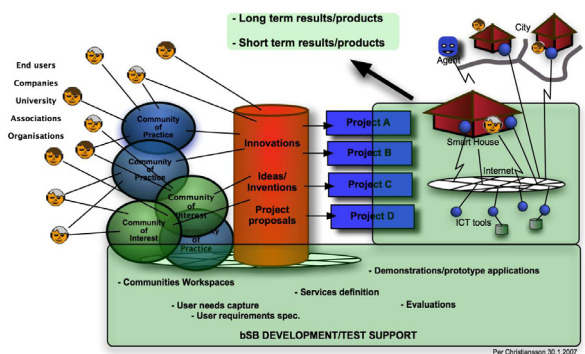 - Long term results/products
- Short term results/products
City
Agent
End users
Companies
University
Associations
Organisations
Community
of
Practice
Community
of
Practice
Community
of
Interest
Community
of
Interest
Community
of
Practice
Innovations
Ideas/
Inventions
Project
proposals
Project A
Project B
Project C
Project D
Smart House
Internet
ICT tools
- Communities Workspaces
- User needs capture
- User requirements spec.
- Services definition
- Demonstrations/prototype applications
- Evaluations
bSB DEVELOPMENT/TEST SUPPORT
Per Christiansson 30.1.2007